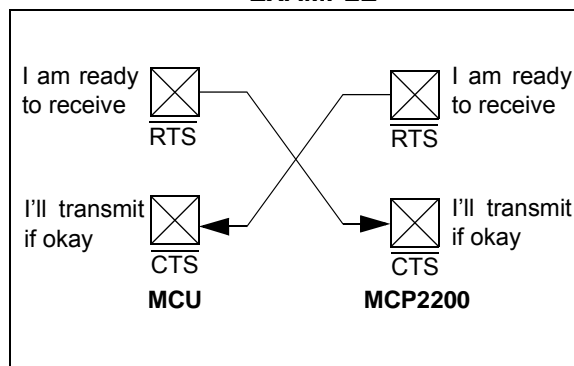 I am ready
to receive
RTS
I am ready
to receive
RTS
I'll transmit
if okay
CTS
I'll transmit
if okay
CTS
MCU
MCP2200